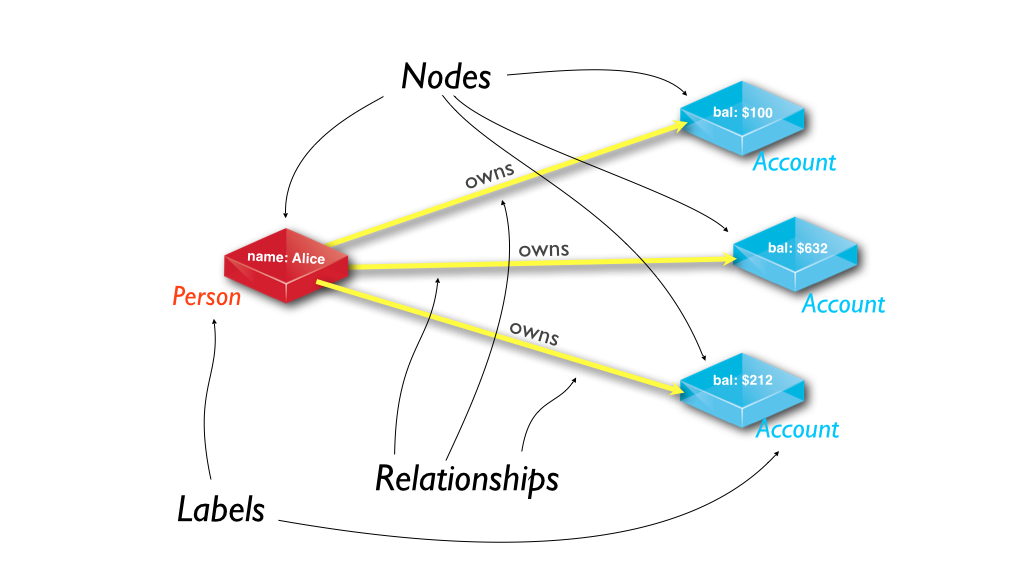 Nodes
bal: $100
Account
owns
name: Alice
owns
bal: $632
Person
Account
owns
bal: $212
Account
Relationships
Labels